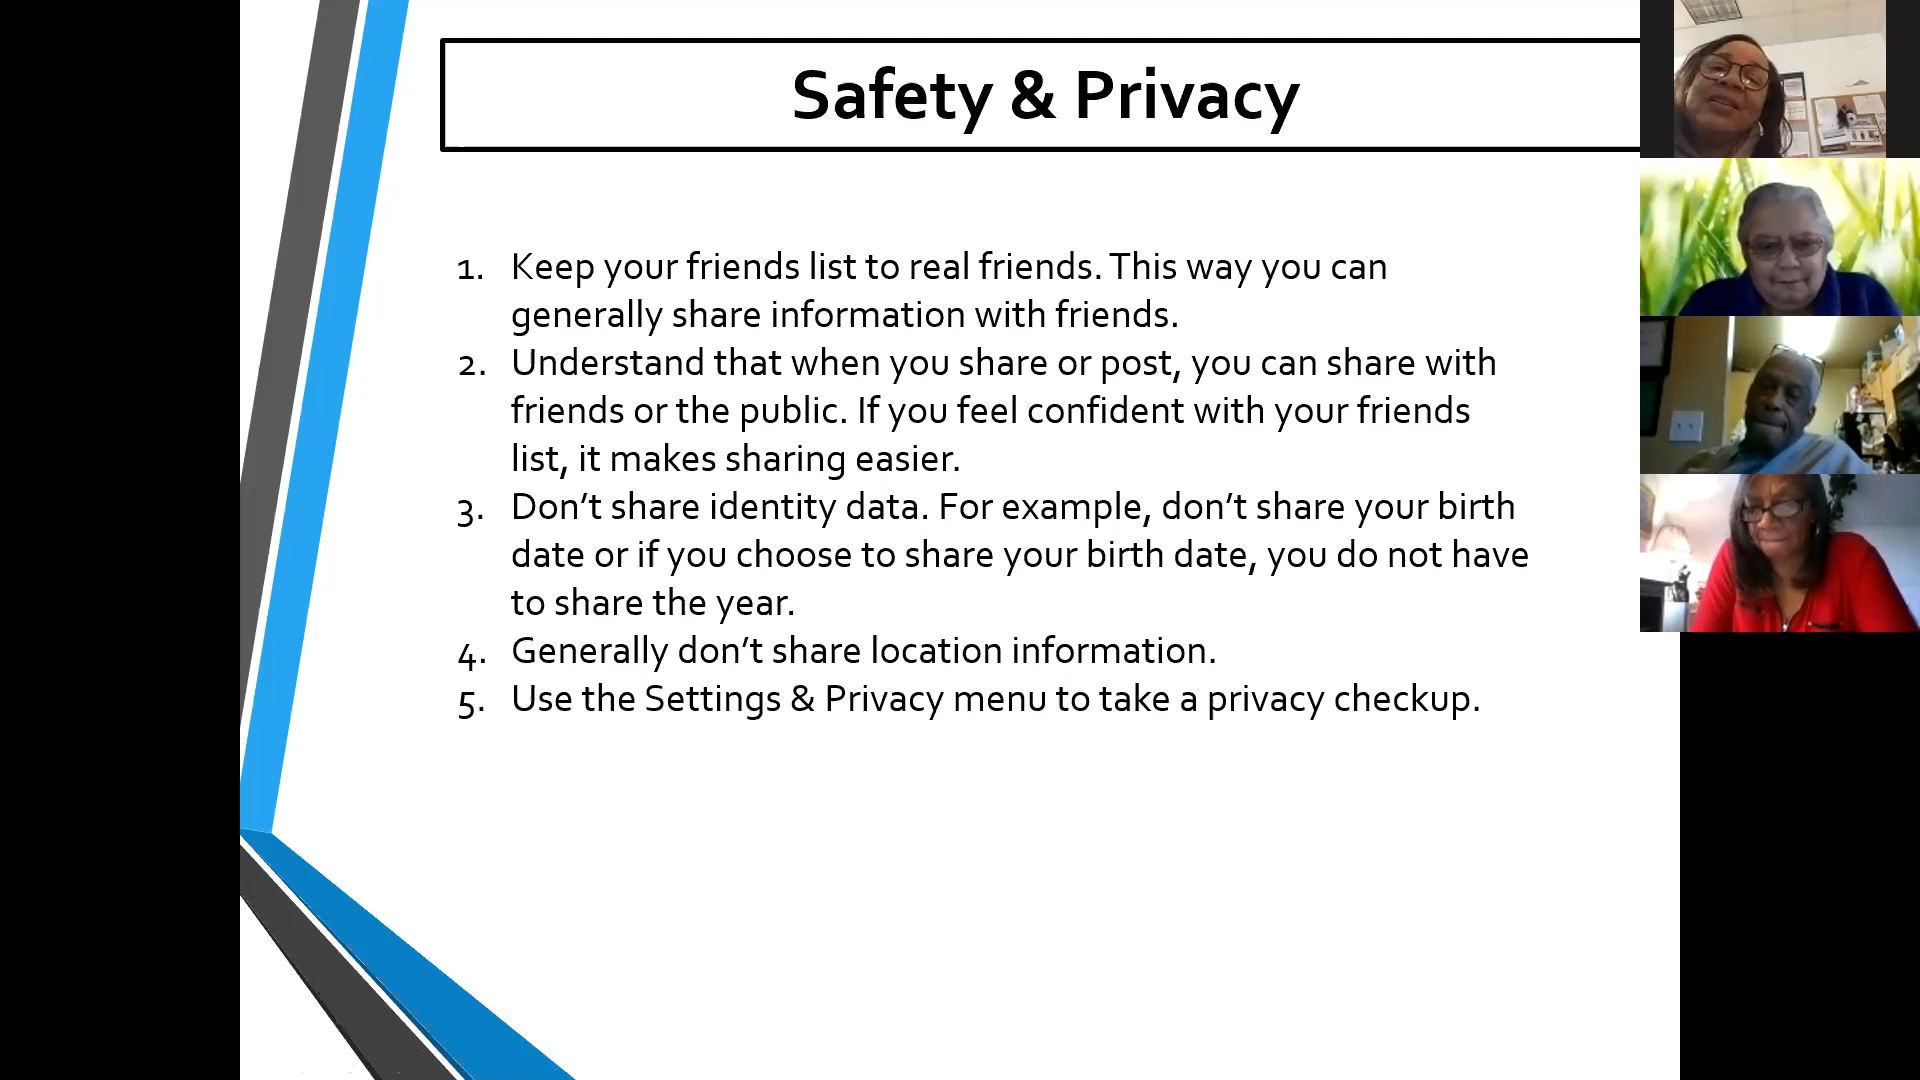 Safety & Privacy
1. Keep your friends list to real friends. This way you can
generally share information with friends.
2. Understand that when you share or post, you can share with
friends or the public. If you feel confident with your friends
list, it makes sharing easier.
3. Don’t share identity data. For example, don’t share your birth
date or if you choose to share your birth date, you do not have
to share the year.
4. Generally don’t share location information.
5. Use the Settings & Privacy menu to take a privacy checkup.